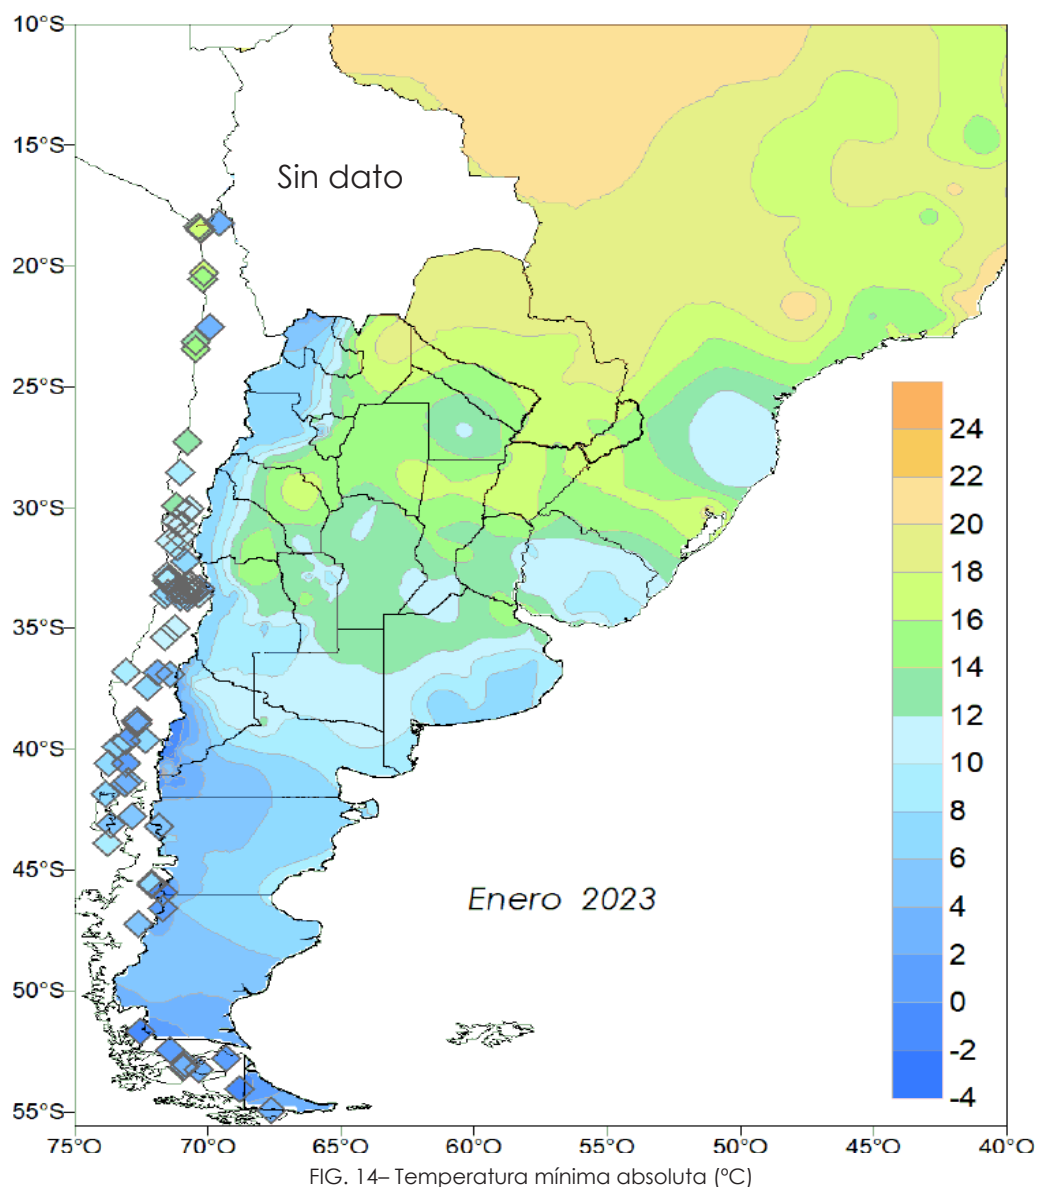 10°S
15°S
Sin dato
20°S
25°S
30°S
35°S
40°S
45°S
50°S
55°S
24
22
20
18
16
14
12
10
8
6
4
2
0
-2
-4
Enero 2023
75°O 70°O 65°O 60°O 55°O 50°O 45°O 40°O
FIG. 14– Temperatura mínima absoluta (ºC)